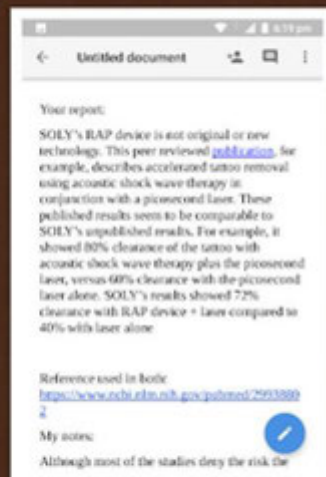 6:19 pm
Untitled document
Your report:
SOLY's RAP device is not original or new
technology. This peer reviewed publication, for
example, describes accelerated tattoo removal
using acoustic shock wave therapy in
conjunction with a picosecond laser. These
published results seem to be comparable to
SOLY's unpublished results. For example, it
showed 80% clearance of the tattoo with
acoustic shock wave therapy plus the picosecond
laser, versus 60% clearance with the picosecond
laser alone. SOLY's results showed 72%
clearance with RAP device + laser compared to
40% with laser alone
Reference used in both:
https://www.ncbi.nlm.nih.gov/pubmed/2993880
2
My notes:
Although most of the studies deny the risk the